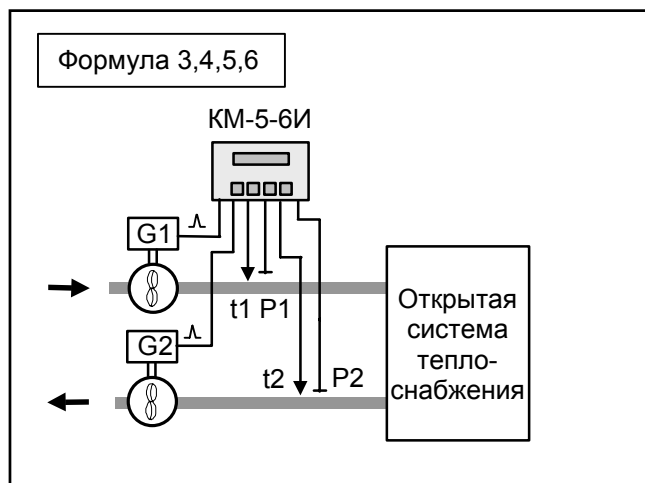 Формула 3,4,5,6
КМ-5-6И
G1
t1 P1
G2
t2
P2
Открытая
система
тепло-
снабжения